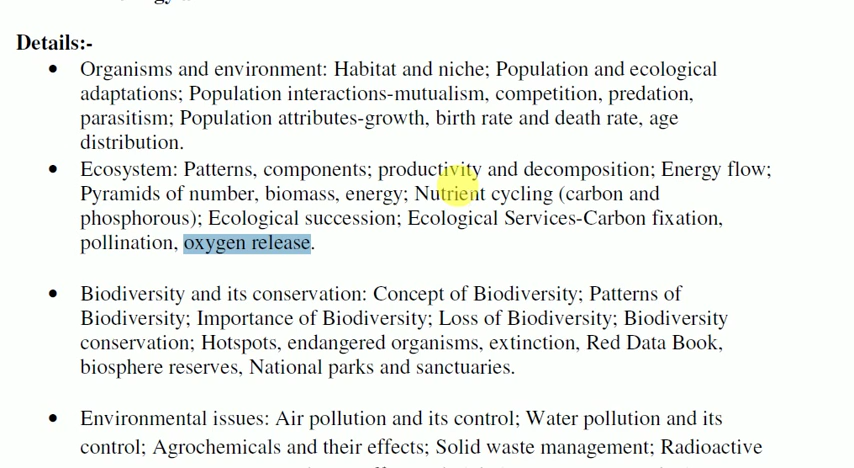 Details:-
• Organisms and environment: Habitat and niche; Population and ecological
adaptations; Population interactions-mutualism, competition, predation,
parasitism; Population attributes-growth, birth rate and death rate, age
distribution.
• Ecosystem: Patterns, components; productivity and decomposition; Energy flow;
Pyramids of number, biomass, energy; Nutrient cycling (carbon and
phosphorous); Ecological succession; Ecological Services-Carbon fixation,
pollination, oxygen release.
• Biodiversity and its conservation: Concept of Biodiversity; Patterns of
Biodiversity; Importance of Biodiversity; Loss of Biodiversity; Biodiversity
conservation; Hotspots, endangered organisms, extinction, Red Data Book,
biosphere reserves, National parks and sanctuaries.
• Environmental issues: Air pollution and its control; Water pollution and its
control; Agrochemicals and their effects; Solid waste management; Radioactive